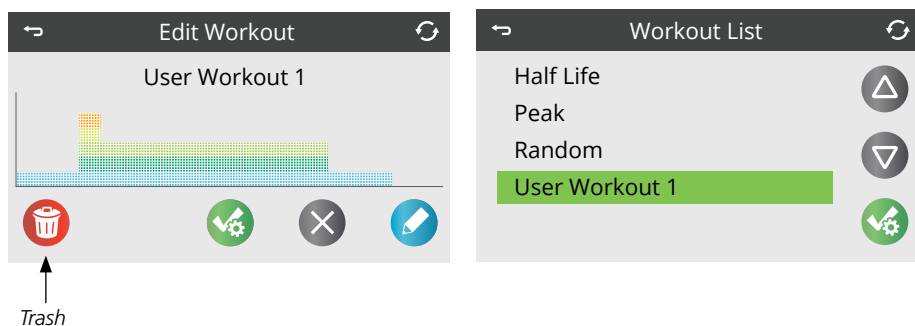 Edit Workout
User Workout 1
Trash
Workout List
Half Life
Peak
Random
User Workout 1